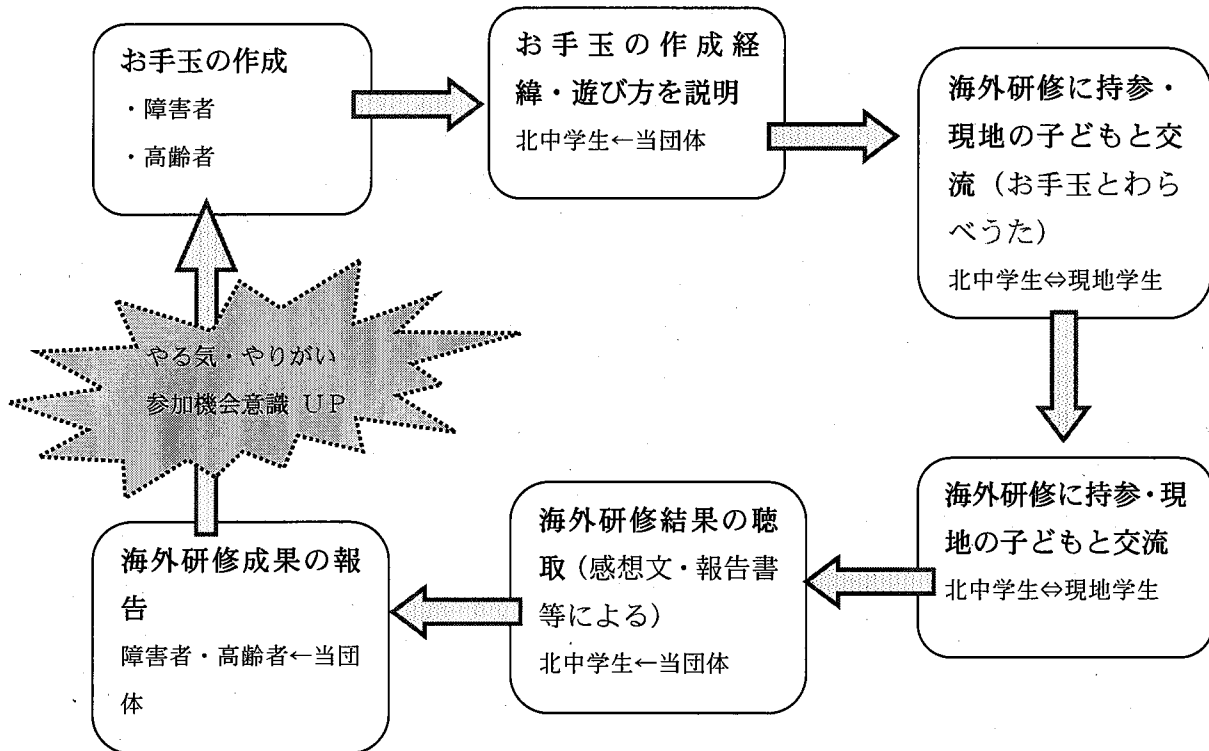 お手玉の作成
・障害者
・高齢者
お手玉の作成経
緯・遊び方を説明
北中学生←当団体
海外研修に持参・
現地の子どもと交
流（お手玉とわら
べうた）
北中学生⇔現地学生
海外研修に持参・現
地の子どもと交流
北中学生⇔現地学生
海外研修結果の聴
取（感想文・報告書
等による）
北中学生←当団体
海外研修成果の報
告
障害者・高齢者←当団
体
やる気・やりがい
参加機会意識 UP